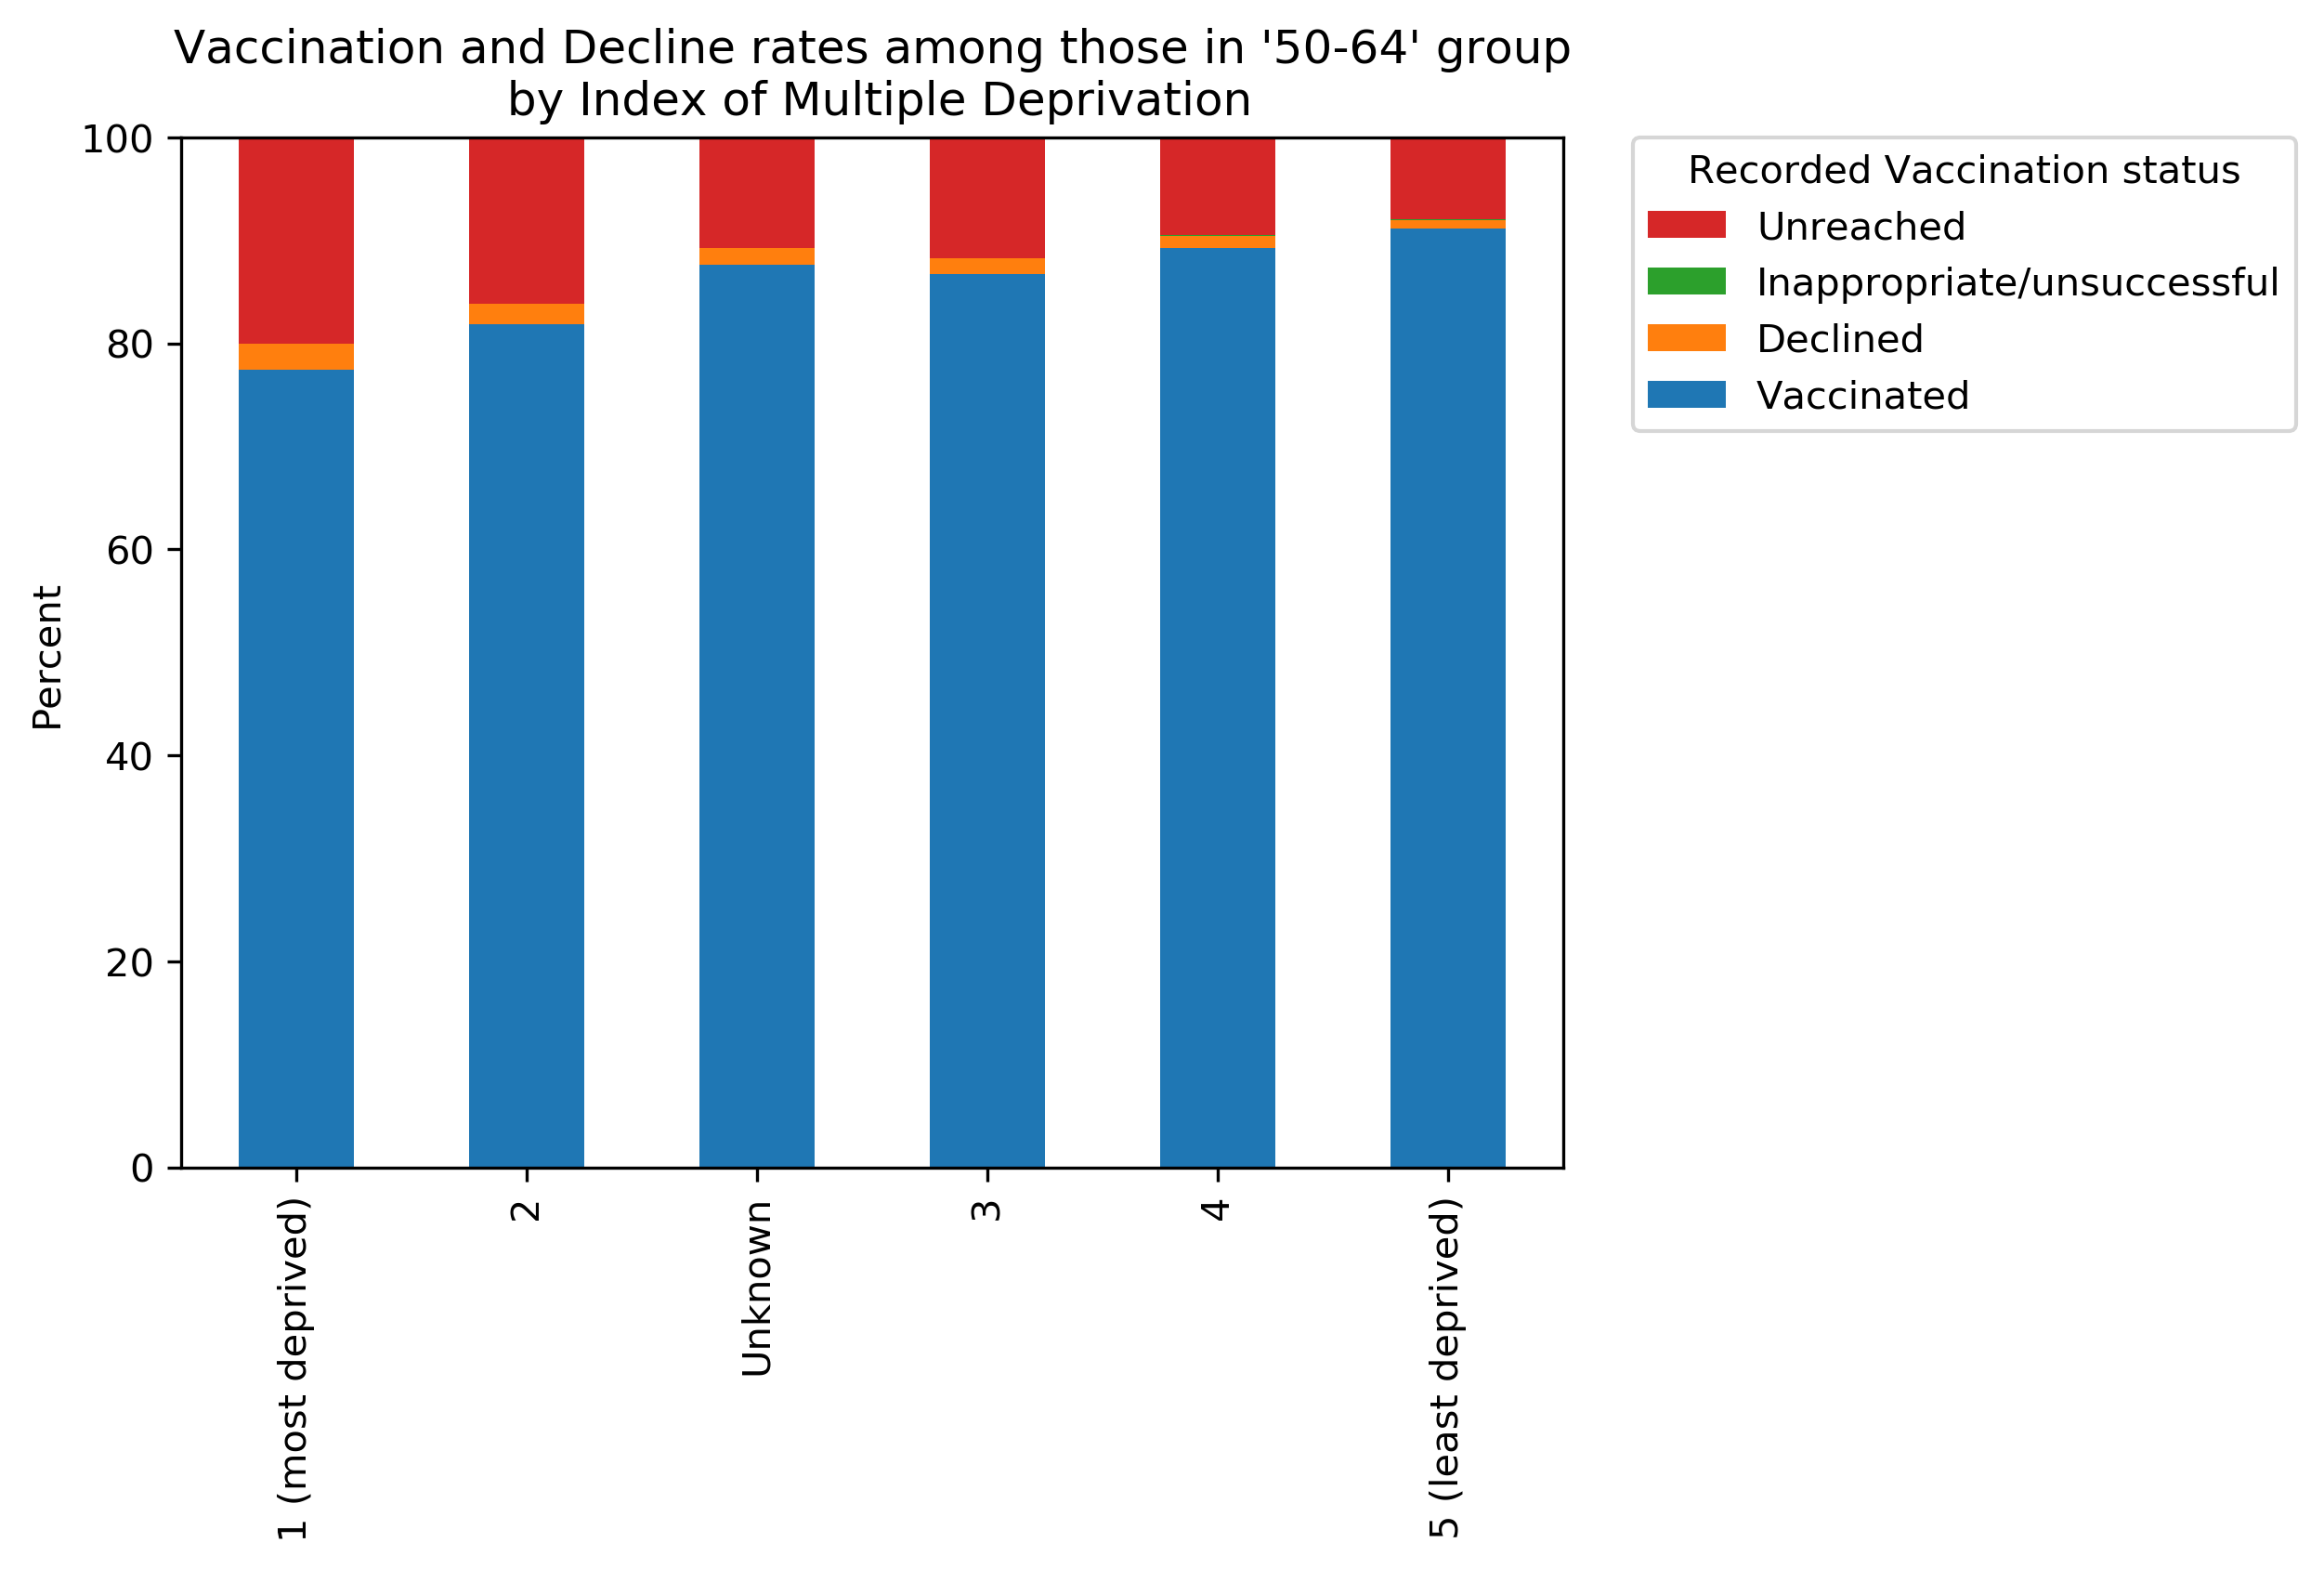 Vaccination and Decline rates among those in '50-64' group
by Index of Multiple Deprivation
Percent
100
80
60
40
20
0
1 (most deprived)
2
Unknown
3
4
5 (least deprived)
Recorded Vaccination status
Unreached
Inappropriate/unsuccessful
Declined
Vaccinated